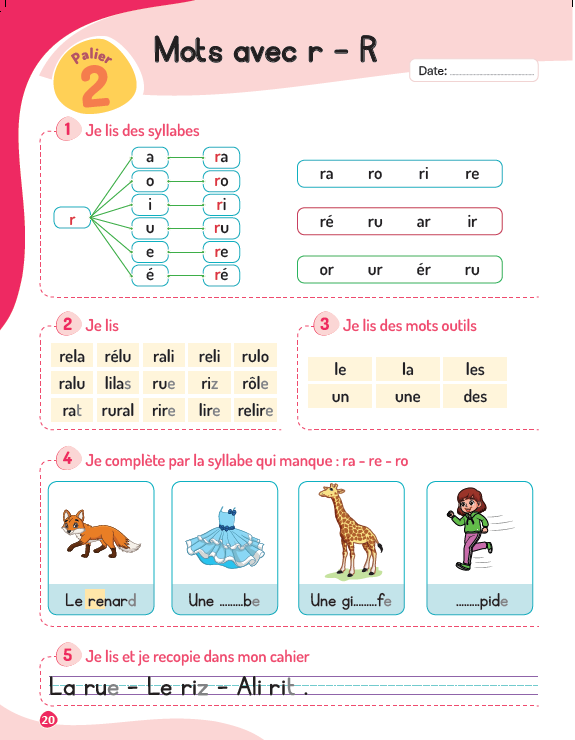 Palier
2
Mots avec r - R
Date: ........................
1 Je lis des syllabes
r
a ra
o ro
i ri
u ru
e re
é ré
ra ro ri re
ré ru ar ir
or ur ér ru
2 Je lis
rela rélu rali reli rulo
ralu lilas rue riz rôle
rat rural rire lire relire
3 Je lis des mots outils
le la les
un une des
4 Je complète par la syllabe qui manque : ra - re - ro
Le renard
Une .........be
Une gi.........fe
.........pide
5 Je lis et je recopie dans mon cahier
La rue - Le riz - Ali rit .
20